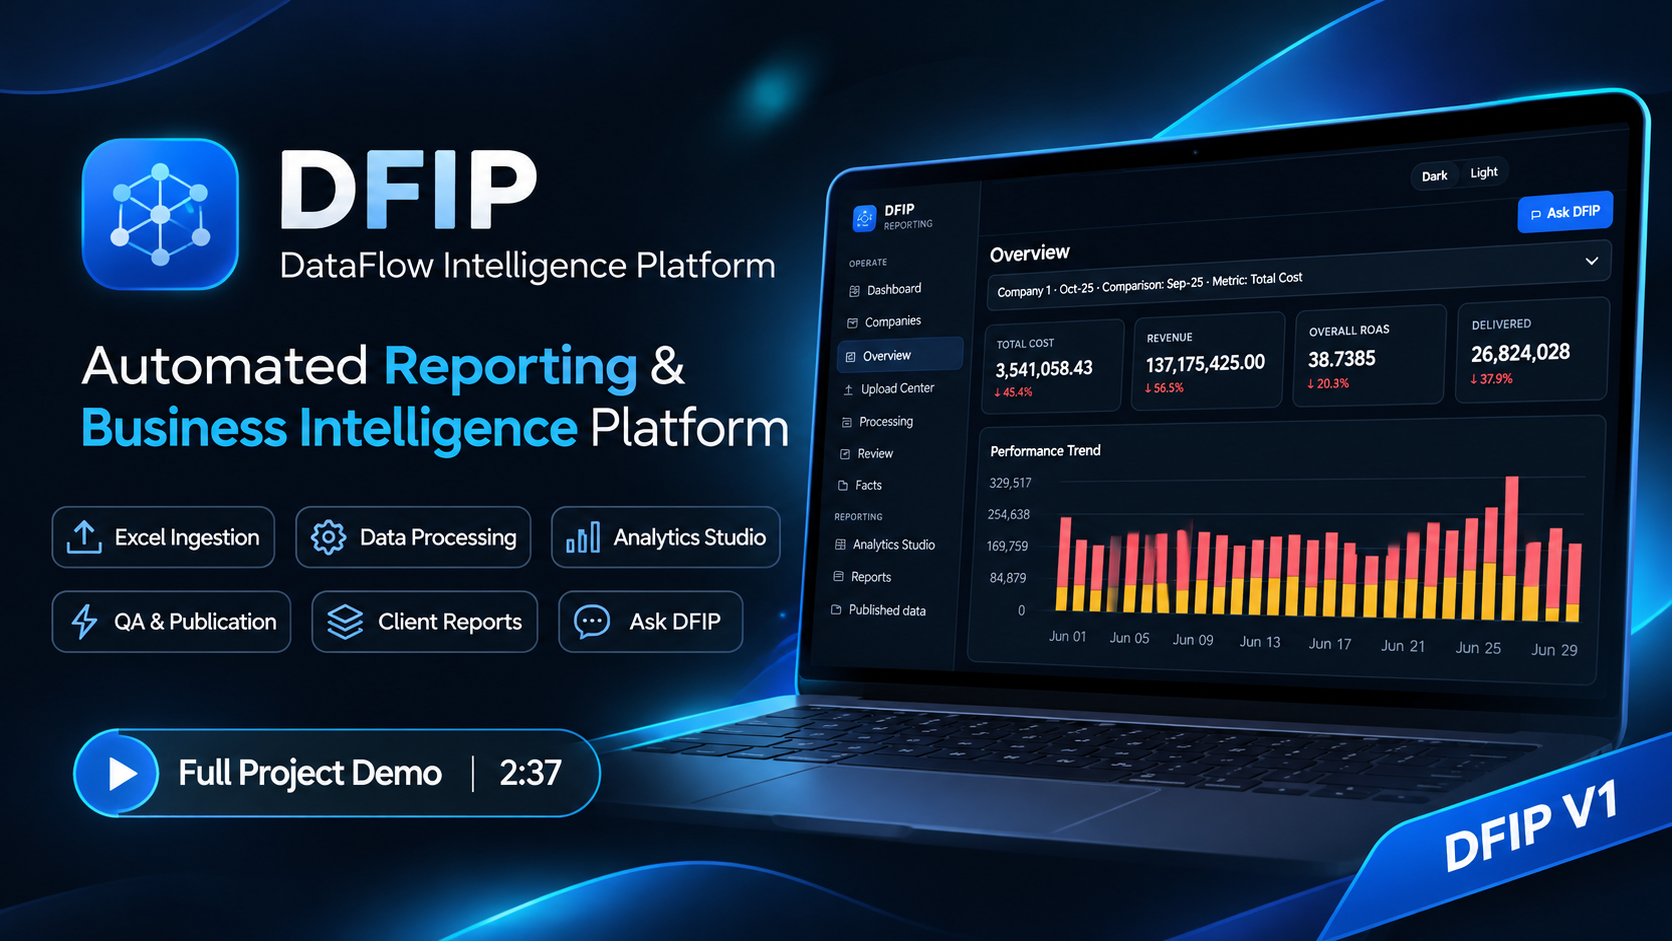 DFIP
DataFlow Intelligence Platform
Automated Reporting &
Business Intelligence Platform
Excel Ingestion
Data Processing
Analytics Studio
QA & Publication
Client Reports
Ask DFIP
Full Project Demo | 2:37
DFIP
REPORTING
OPERATE
Dashboard
Companies
Overview
Upload Center
Processing
Review
Facts
REPORTING
Analytics Studio
Reports
Published data
Dark Light
Ask DFIP
Overview
Company 1 · Oct-25 · Comparison: Sep-25 · Metric: Total Cost
TOTAL COST
3,541,058.43
↓ 45.4%
REVENUE
137,175,425.00
↓ 56.5%
OVERALL ROAS
38.7385
↓ 20.3%
DELIVERED
26,824,028
↓ 37.9%
Performance Trend
329,517
254,638
169,759
84,879
0
Jun 01 Jun 05 Jun 09 Jun 13 Jun 17 Jun 21 Jun 25 Jun 29
DFIP V1